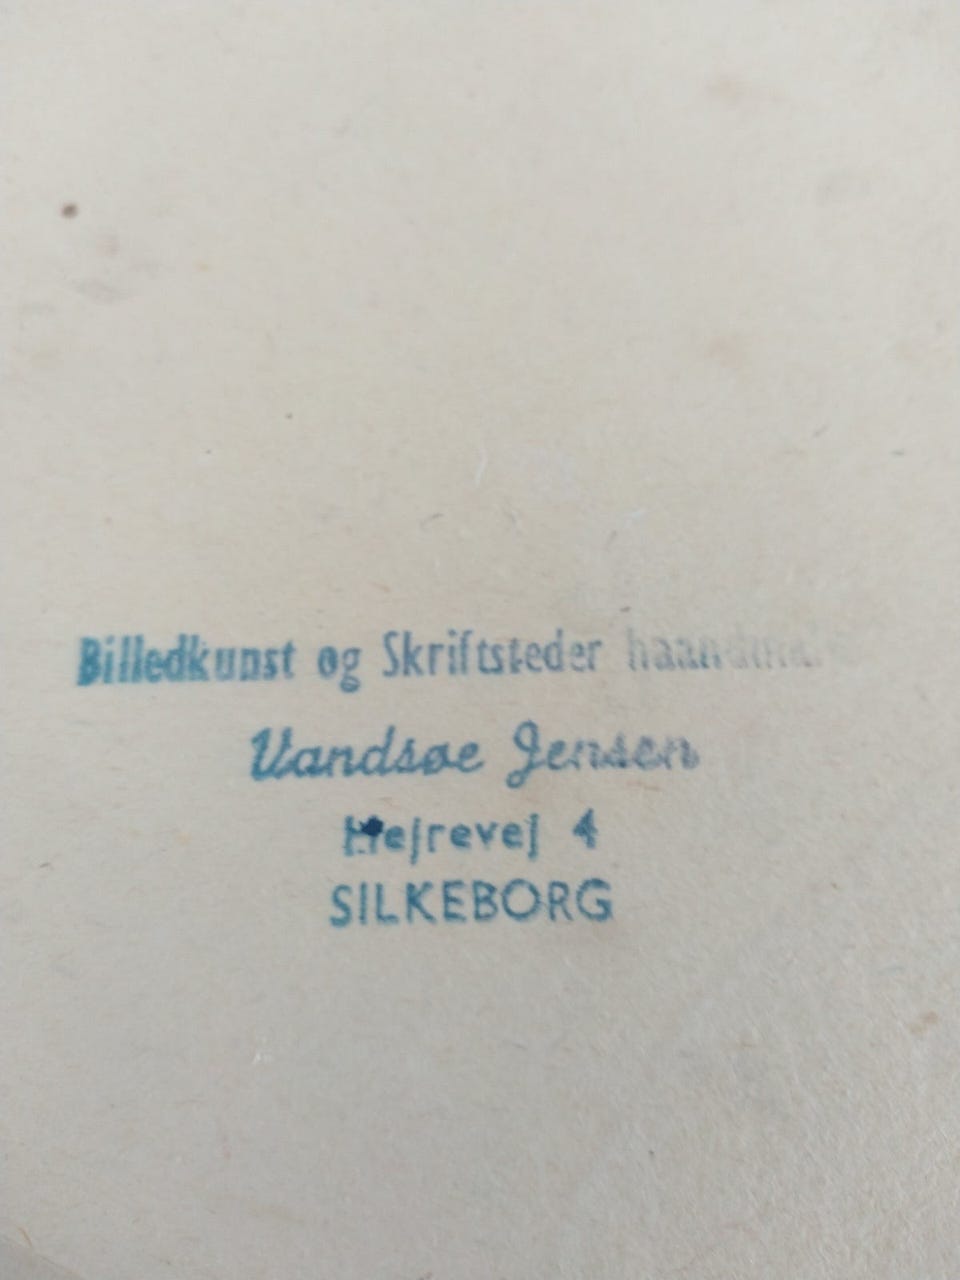 Billedkunst og Skriftsteder
Vandsøe Jensen
Hejrevej 4
SILKEBORG